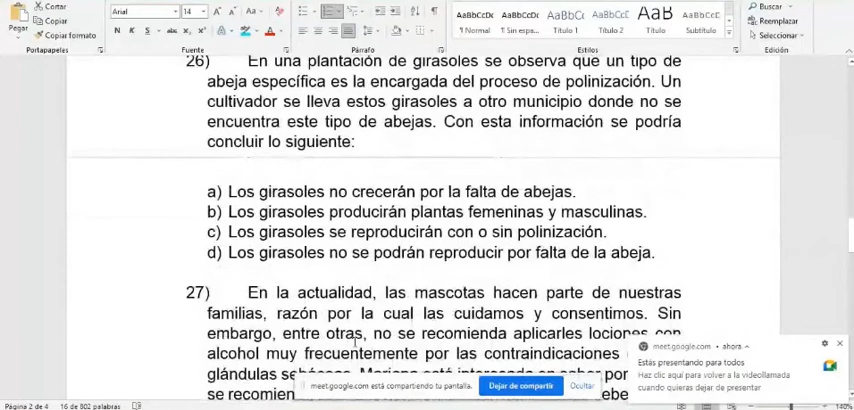 Cortar
Copiar
Pegar
Copiar formato
Portapapeles
Arial
14
Aa
N K S abc
Fuente
Párrafo
AaBbCcDc AaBbCcDc AaBbCc AaBbCcC AaB AaBbCcD
¶ Normal ¶ Sin espa... Título 1 Título 2 Título Subtítulo
Estilos
Buscar
Reemplazar
Seleccionar
Edición
26) En una plantación de girasoles se observa que un tipo de
abeja específica es la encargada del proceso de polinización. Un
cultivador se lleva estos girasoles a otro municipio donde no se
encuentra este tipo de abejas. Con esta información se podría
concluir lo siguiente:
a) Los girasoles no crecerán por la falta de abejas.
b) Los girasoles producirán plantas femeninas y masculinas.
c) Los girasoles se reproducirán con o sin polinización.
d) Los girasoles no se podrán reproducir por falta de la abeja.
27) En la actualidad, las mascotas hacen parte de nuestras
familias, razón por la cual las cuidamos y consentimos. Sin
embargo, entre otras, no se recomienda aplicarles lociones con
alcohol muy frecuentemente por las contraindicaciones
glándulas
se
meet.google.com • ahora
Estás presentando para todos
Haz clic aquí para volver a la videollamada
cuando quieras dejar de presentar
meet.google.com está compartiendo tu pantalla. Dejar de compartir Ocultar
Página 2 de 4 16 de 802 palabras
140%